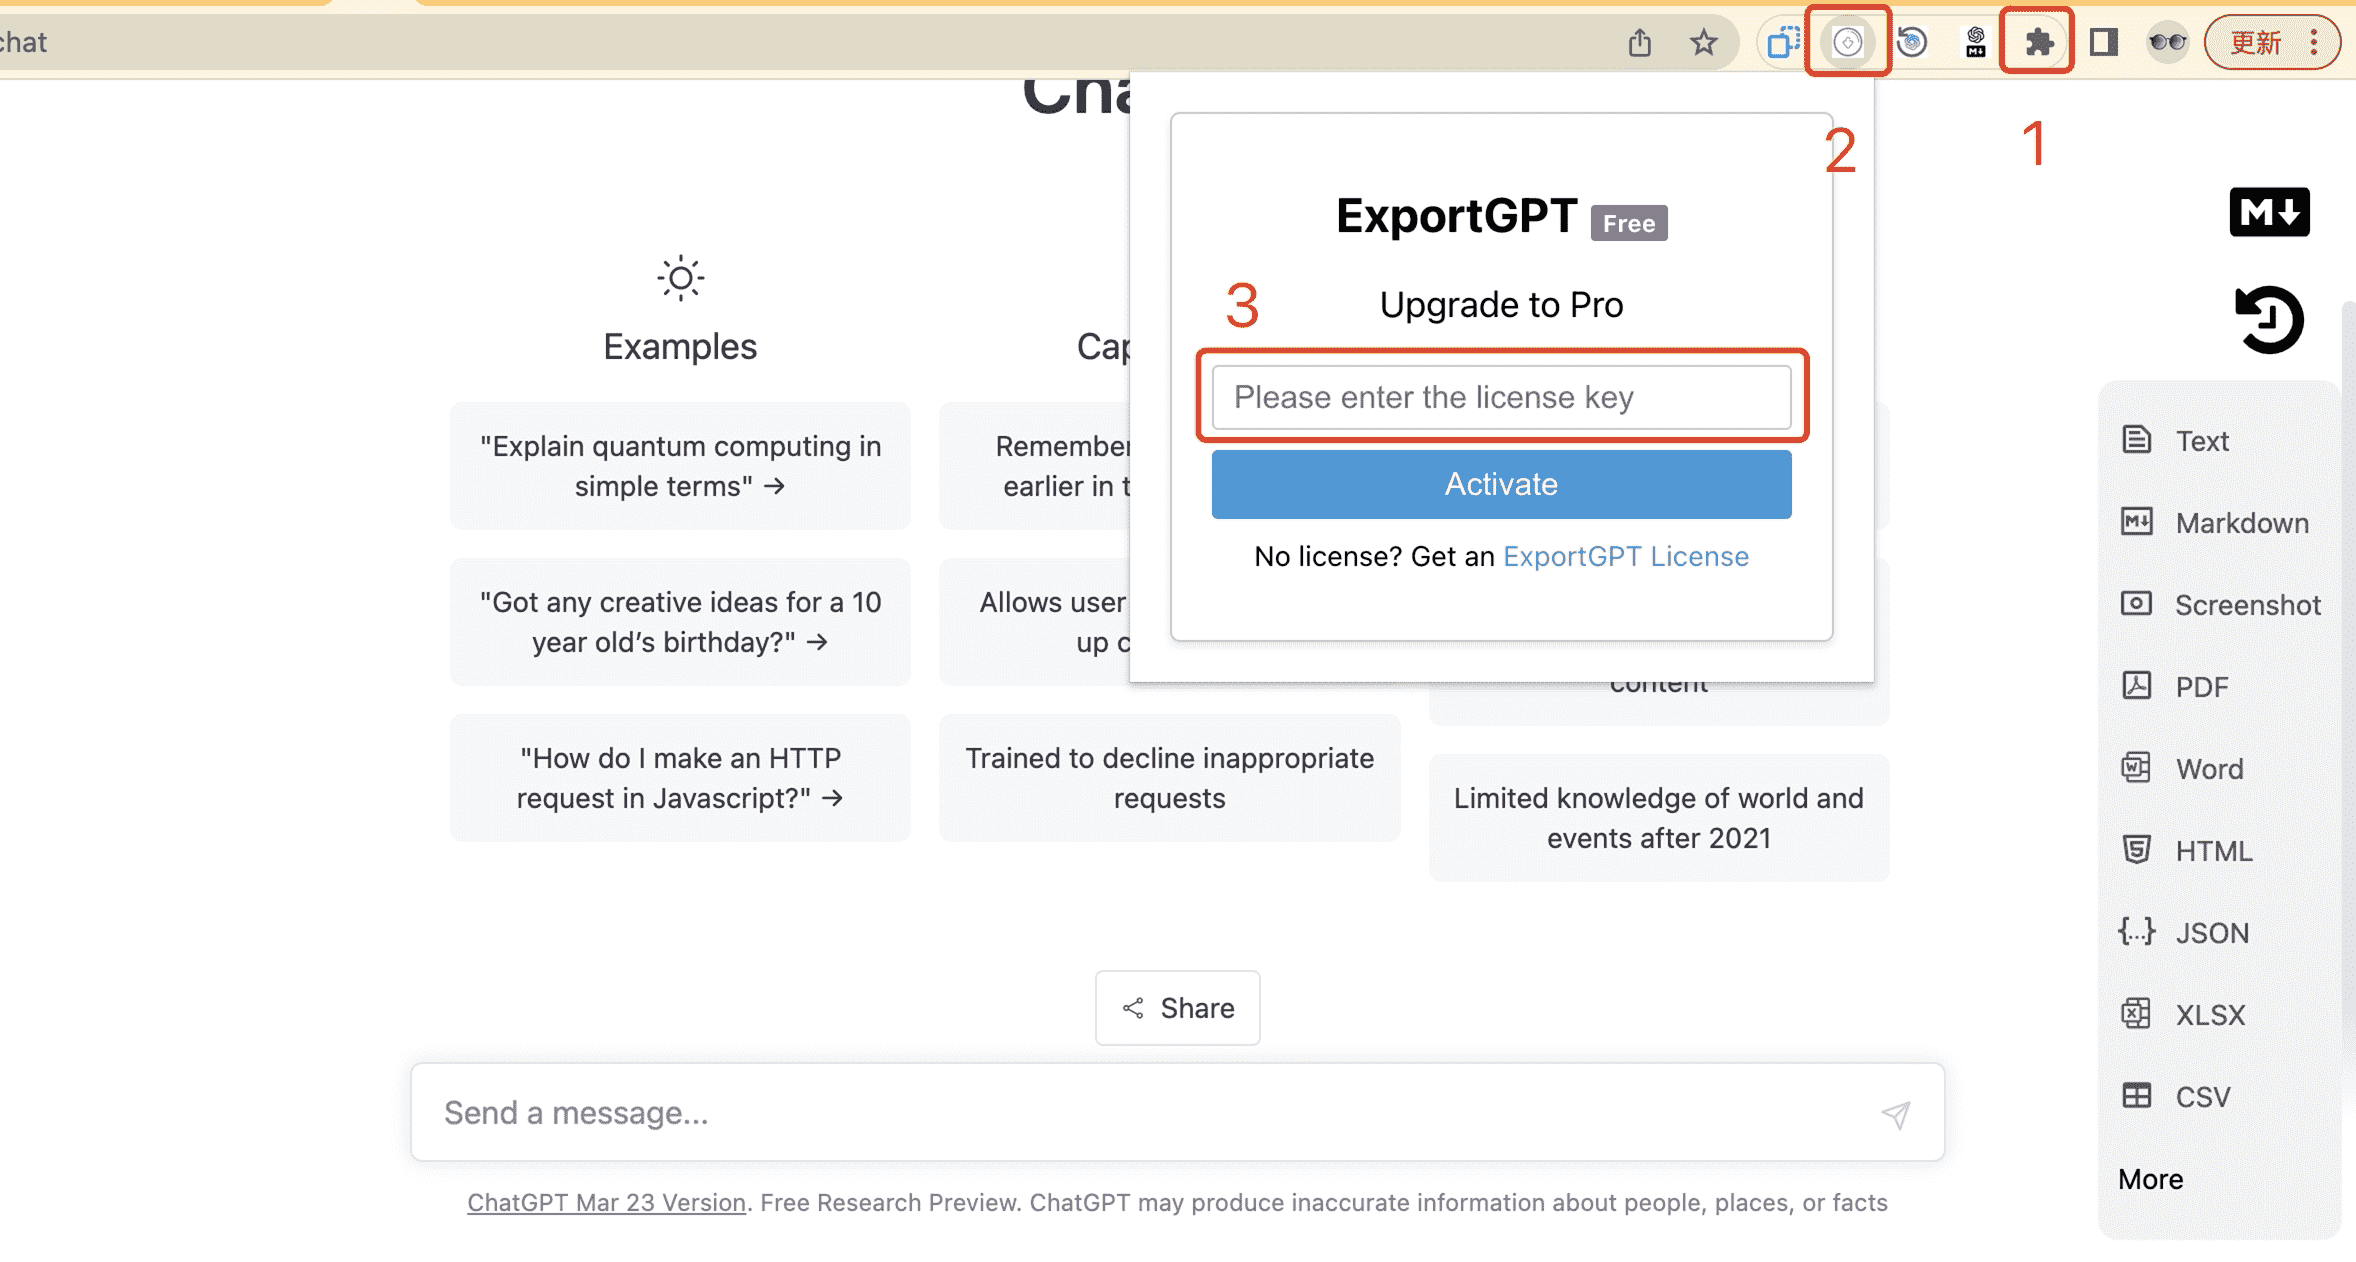 chat
更新
Cha
1
2
M
ExportGPT Free
Upgrade to Pro
3
Please enter the license key
Activate
No license? Get an ExportGPT License
Examples
"Explain quantum computing in
simple terms" →
"Got any creative ideas for a 10
year old’s birthday?" →
"How do I make an HTTP
request in Javascript?" →
Cap
Remember
earlier in t
Allows user
up c
Trained to decline inappropriate
requests
content
Limited knowledge of world and
events after 2021
Share
Send a message...
ChatGPT Mar 23 Version. Free Research Preview. ChatGPT may produce inaccurate information about people, places, or facts
Text
Markdown
Screenshot
PDF
Word
HTML
JSON
XLSX
CSV
More